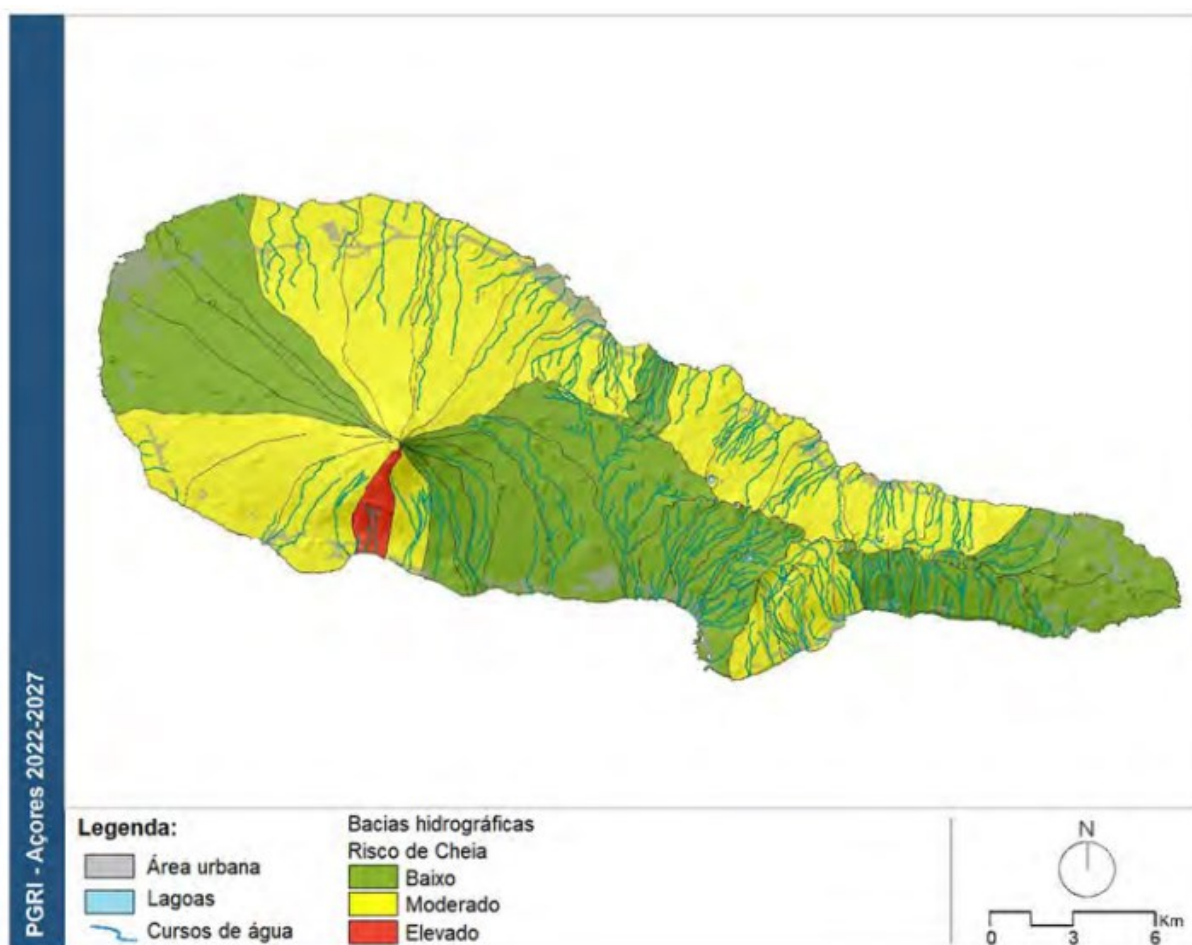 PGRI - Açores 2022-2027
Legenda:
Área urbana
Lagoas
Cursos de água
Bacias hidrográficas
Risco de Cheia
Baixo
Moderado
Elevado
N
0 3 6 Km